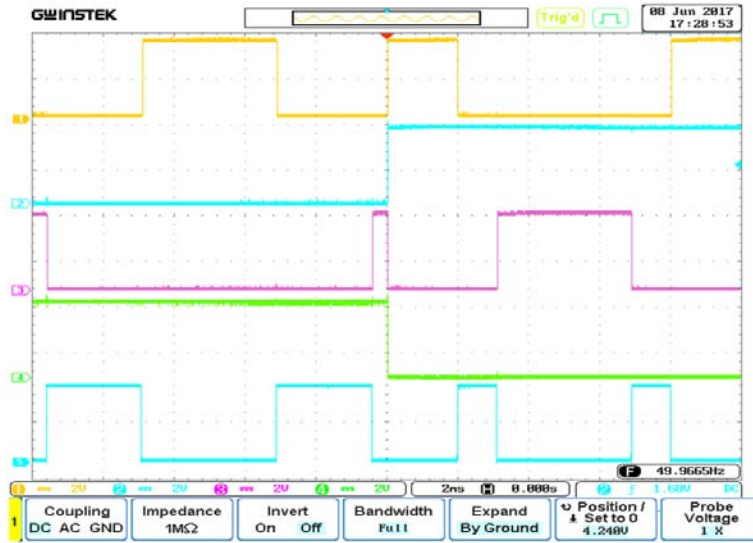 GWINSTEK
Trig'd
08 Jun 2017
17:28:53
1
2
3
4
5
F 49.9665Hz
1 2V 2 2V 3 2V 4 2V
2ms H 0.000s
2 1.68V DC
1
Coupling
DC AC GND
Impedance
1MΩ
Invert
On Off
Bandwidth
Full
Expand
By Ground
Position /
Set to 0
4.240V
Probe
Voltage
1 X